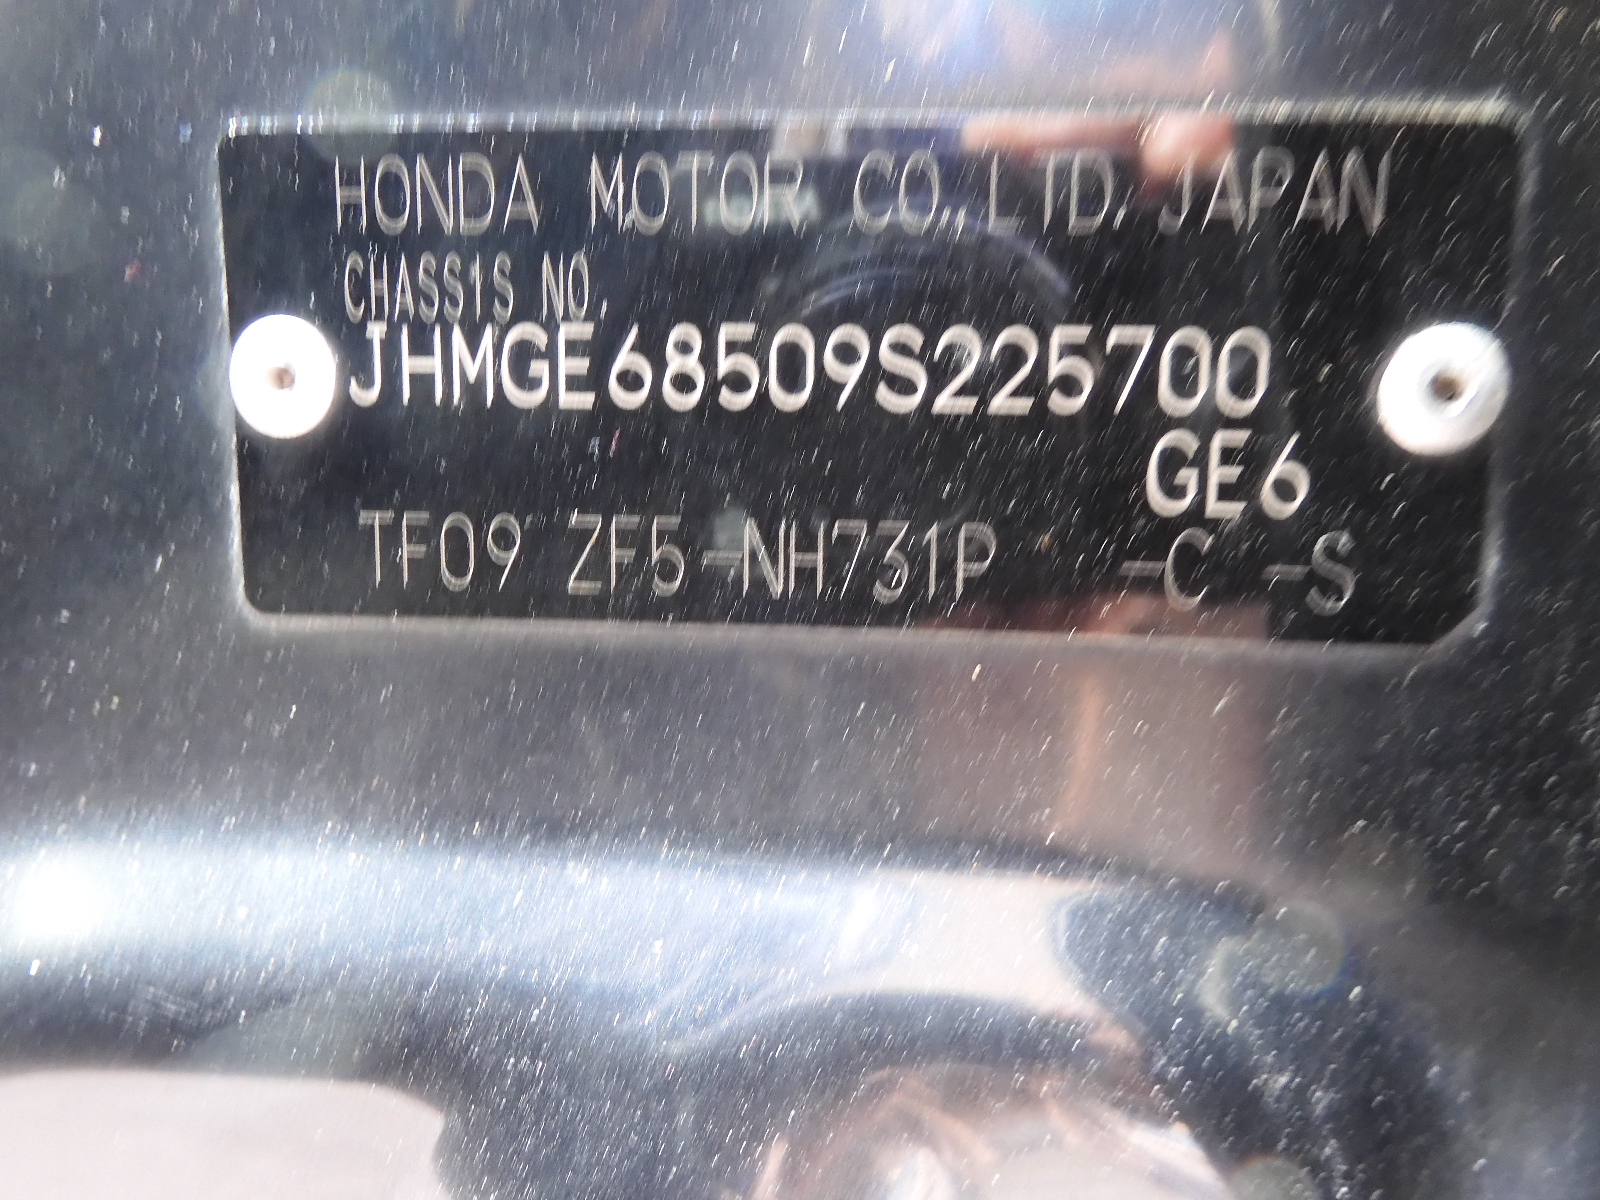 HONDA MOTOR CO.,LTD. JAPAN
CHASSIS NO.
JHMGE68509S225700
GE6
TF09 ZF5-NH731P -C -S